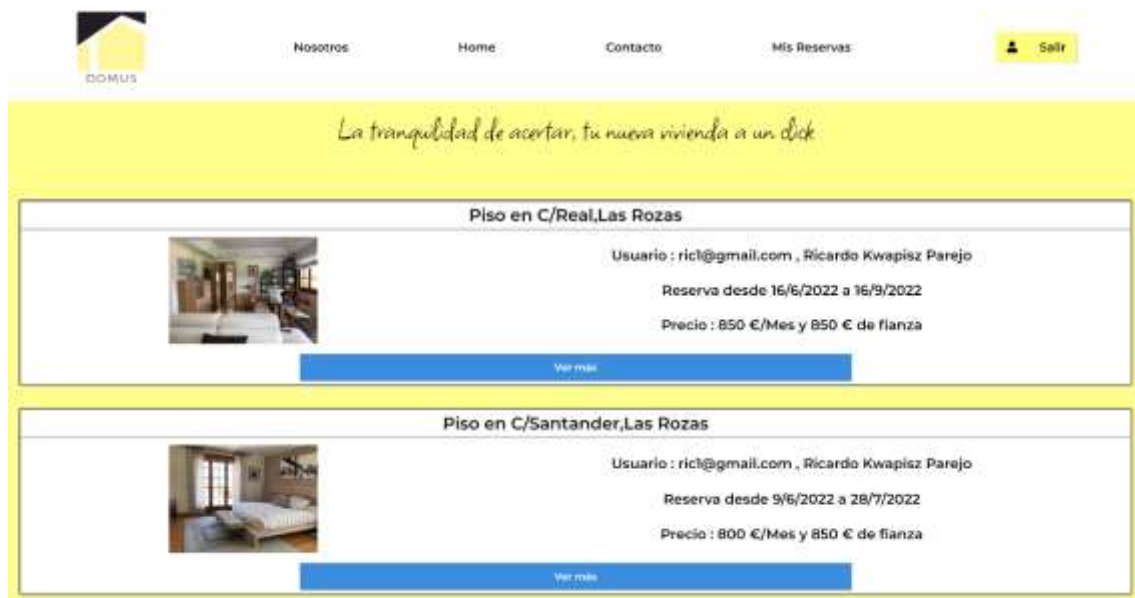 DOMUS
Nosotros Home Contacto Mis Reservas Salir
La tranquilidad de acertar, tu nueva vivienda a un click
Piso en C/Real,Las Rozas
Usuario : ric1@gmail.com , Ricardo Kwapisz Parejo
Reserva desde 16/6/2022 a 16/9/2022
Precio : 850 €/Mes y 850 € de fianza
Ver más
Piso en C/Santander,Las Rozas
Usuario : ric1@gmail.com , Ricardo Kwapisz Parejo
Reserva desde 9/6/2022 a 28/7/2022
Precio : 800 €/Mes y 850 € de fianza
Ver más